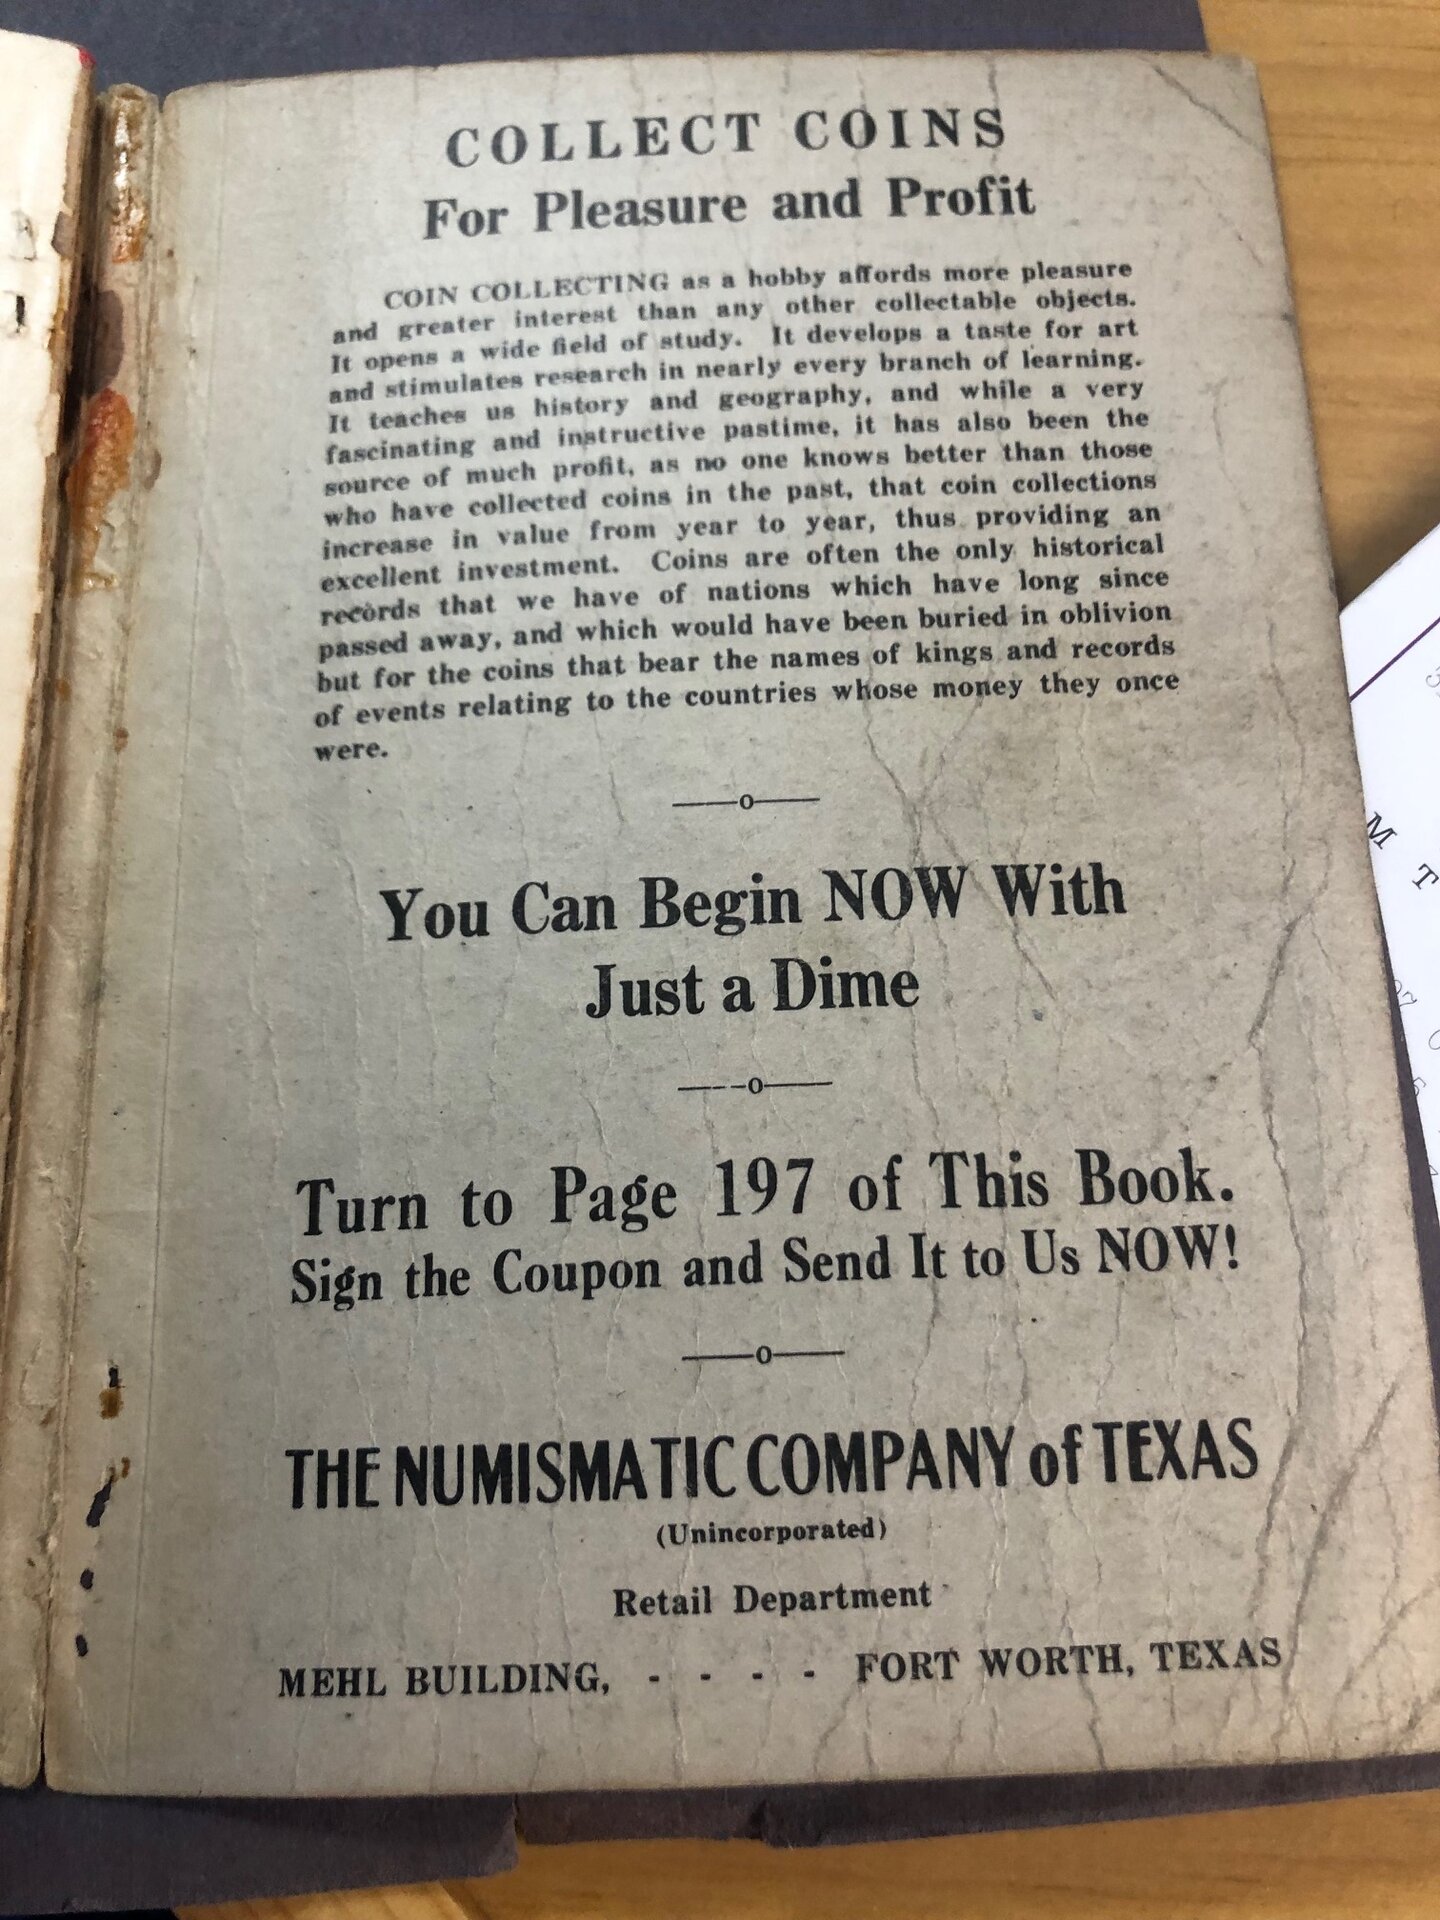 COLLECT COINS
For Pleasure and Profit
COIN COLLECTING as a hobby affords more pleasure
and greater interest than any other collectable objects.
It opens a wide field of study. It develops a taste for art
and stimulates research in nearly every branch of learning.
It teaches us history and geography, and while a very
fascinating and instructive pastime, it has also been the
source of much profit, as no one knows better than those
who have collected coins in the past, that coin collections
increase in value from year to year, thus providing an
excellent investment. Coins are often the only historical
records that we have of nations which have long since
passed away, and which would have been buried in oblivion
but for the coins that bear the names of kings and records
of events relating to the countries whose money they once
were.
You Can Begin NOW With
Just a Dime
Turn to Page 197 of This Book.
Sign the Coupon and Send It to Us NOW!
THE NUMISMATIC COMPANY of TEXAS
(Unincorporated)
Retail Department
MEHL BUILDING, - - - - FORT WORTH, TEXAS
M T